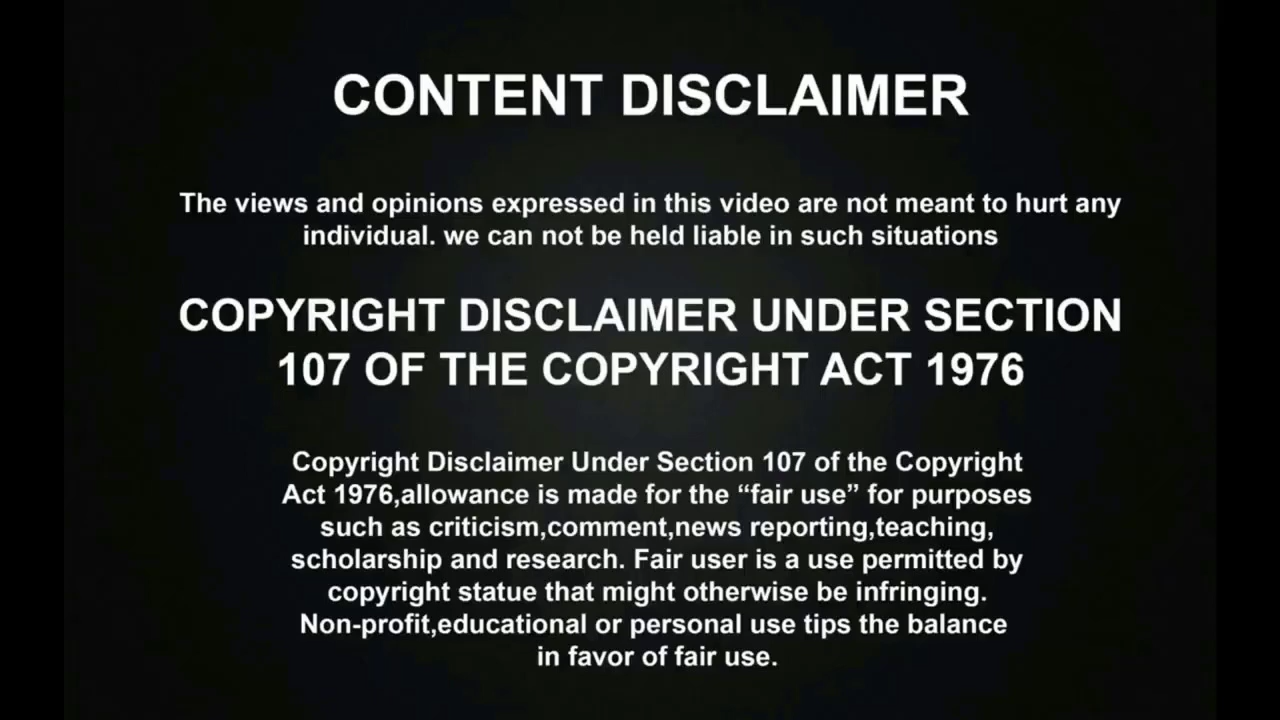 CONTENT DISCLAIMER
The views and opinions expressed in this video are not meant to hurt any
individual. we can not be held liable in such situations
COPYRIGHT DISCLAIMER UNDER SECTION
107 OF THE COPYRIGHT ACT 1976
Copyright Disclaimer Under Section 107 of the Copyright
Act 1976,allowance is made for the “fair use” for purposes
such as criticism,comment,news reporting,teaching,
scholarship and research. Fair user is a use permitted by
copyright statue that might otherwise be infringing.
Non-profit,educational or personal use tips the balance
in favor of fair use.